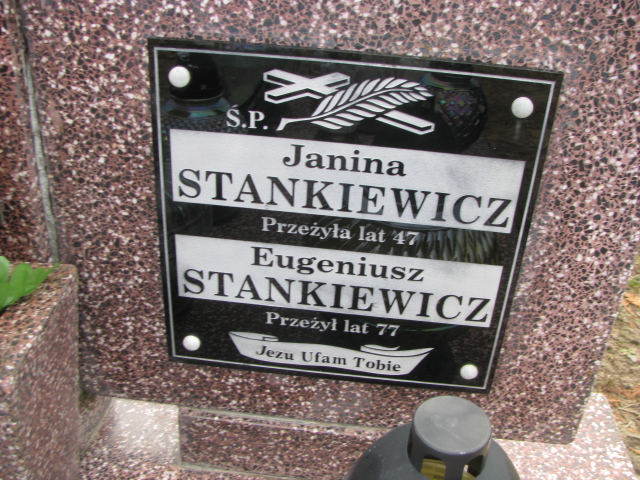 Ś.P.
Janina
STANKIEWICZ
Przeżyła lat 47
Eugeniusz
STANKIEWICZ
Przeżył lat 77
Jezu Ufam Tobie